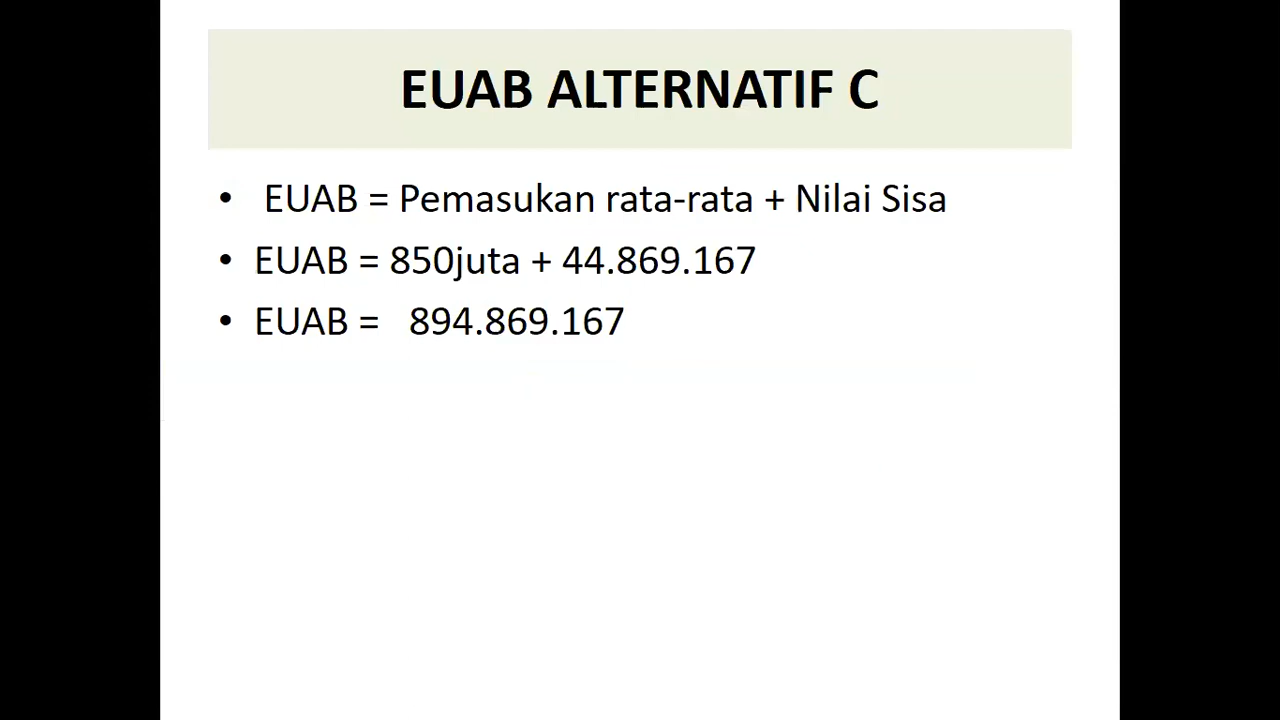 EUAB ALTERNATIF C
• EUAB = Pemasukan rata-rata + Nilai Sisa
• EUAB = 850juta + 44.869.167
• EUAB = 894.869.167